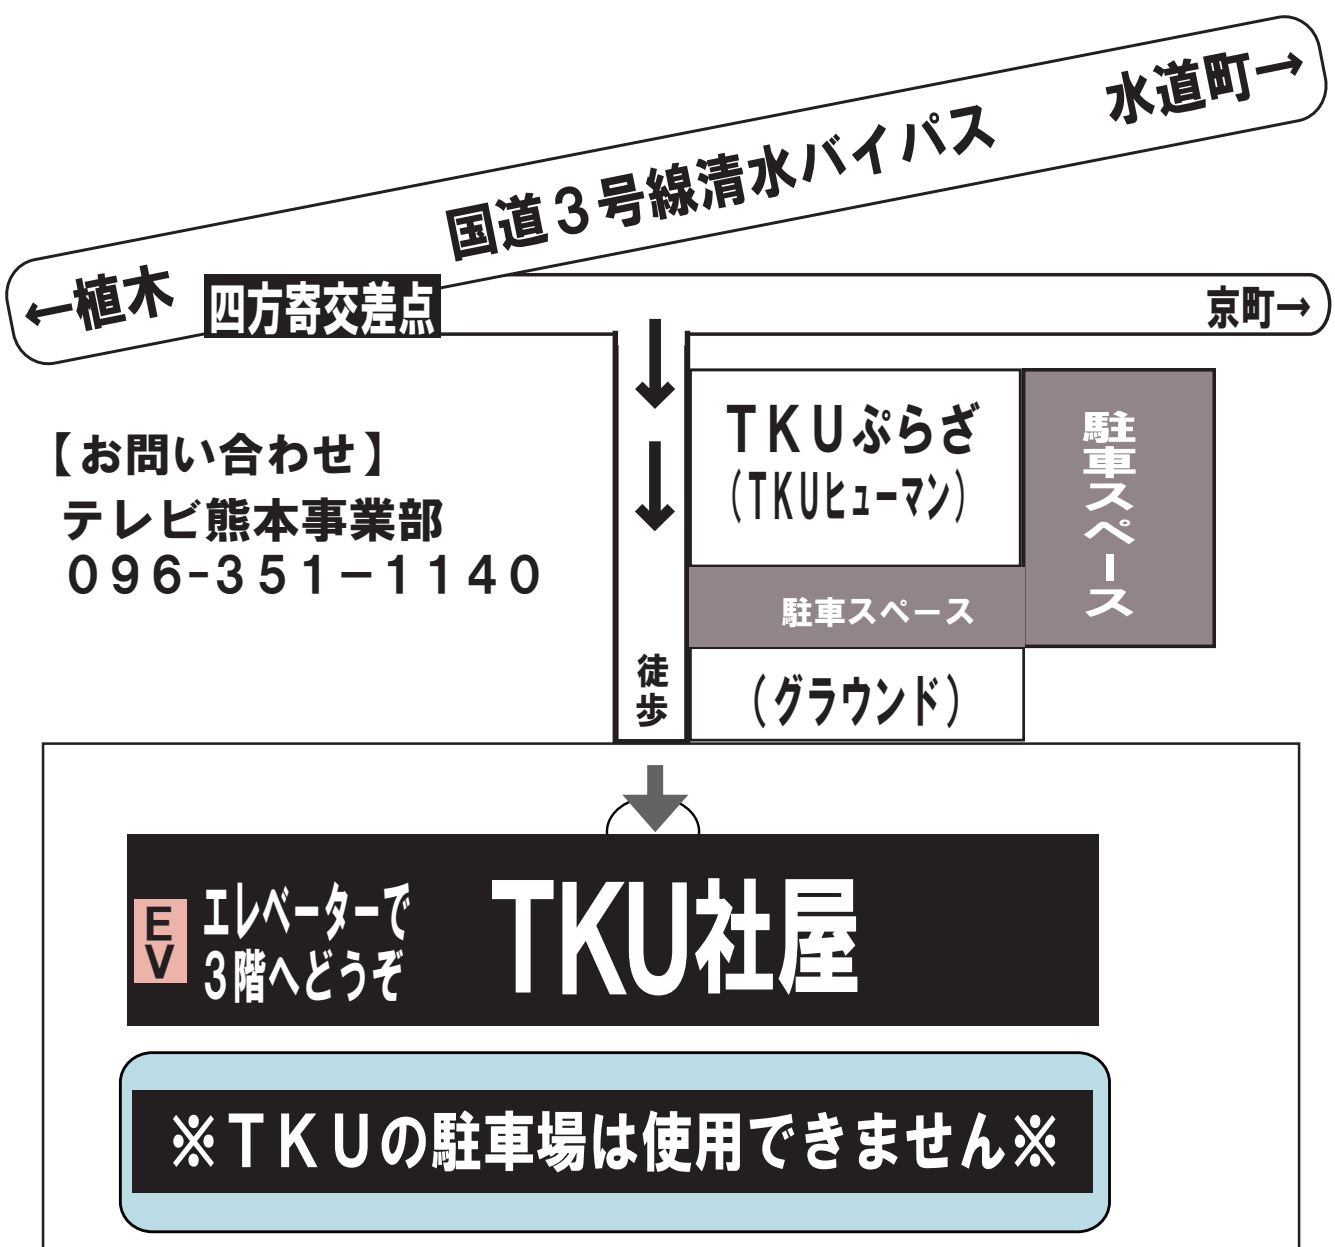 水道町→
国道３号線清水バイパス
←植木
四方寄交差点
京町→
【お問い合わせ】
テレビ熊本事業部
０９６-３５１－１１４０
ＴＫＵぷらざ
（TKUヒューマン）
駐車スペース
駐車スペース
（グラウンド）
徒歩
EV
エレベーターで
３階へどうぞ
TKU社屋
※ＴＫＵの駐車場は使用できません※